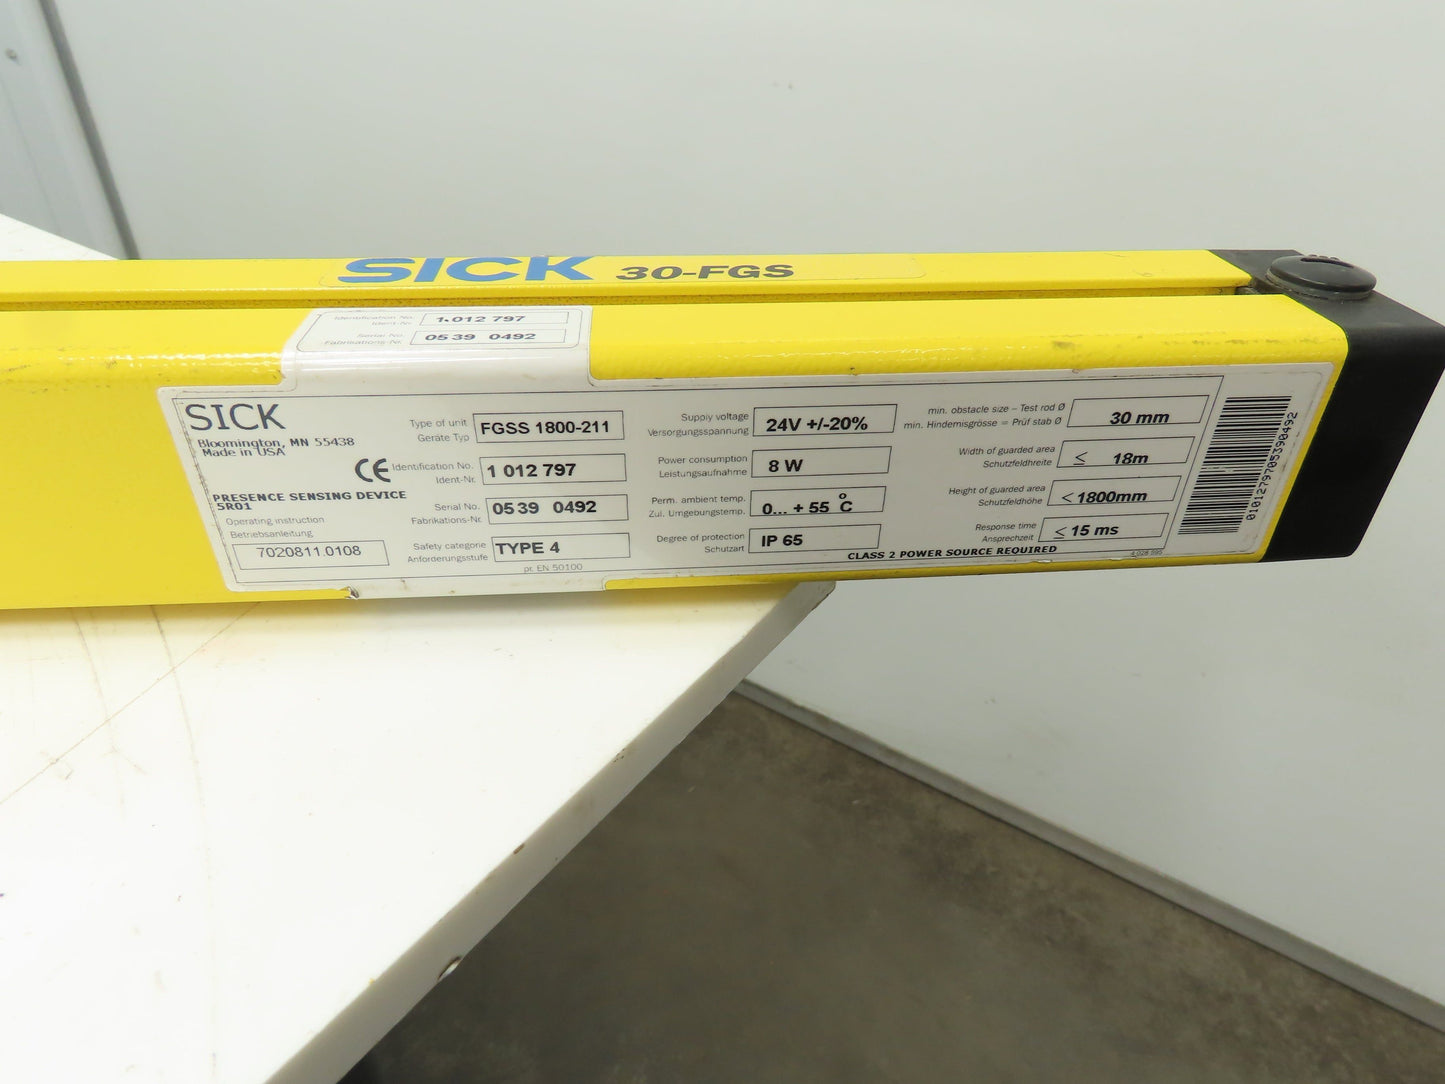 SICK 30-FGS
Identification No. 1 012 797
Ident-Nr.
Serial No. 05 39 0492
Fabrikations-Nr.
SICK
Bloomington, MN 55438
Made in USA
CE
PRESENCE SENSING DEVICE
5R01
Operating instruction
Betriebsanleitung
7020811.0108
Type of unit FGSS 1800-211
Geräte Typ
Identification No. 1 012 797
Ident-Nr.
Serial No. 05 39 0492
Fabrikations-Nr.
Safety categorie TYPE 4
Anforderungsstufe
pr. EN 50100
Supply voltage 24V +/-20%
Versorgungsspannung
Power consumption 8 W
Leistungsaufnahme
Perm. ambient temp. 0... + 55 °C
Zul. Umgebungstemp.
Degree of protection IP 65
Schutzart
min. obstacle size – Test rod Ø 30 mm
min. Hindernisgrösse = Prüf stab Ø
Width of guarded area ≤ 18m
Schutzfeldbreite
Height of guarded area ≤ 1800mm
Schutzfeldhöhe
Response time ≤ 15 ms
Ansprechzeit
CLASS 2 POWER SOURCE REQUIRED
4 028 595
0101279705390492